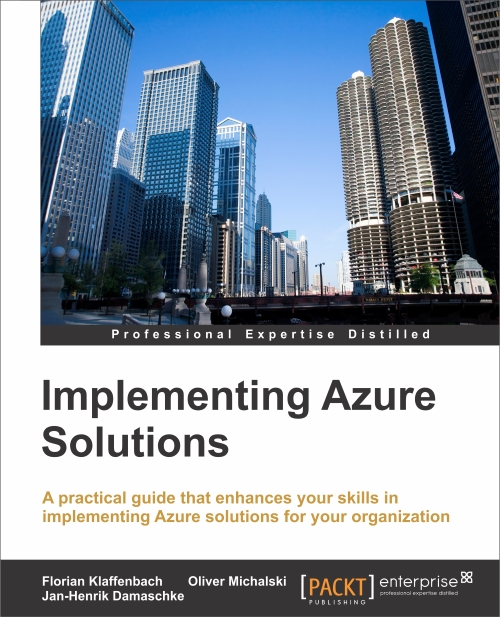 Professional Expertise Distilled
Implementing Azure
Solutions
A practical guide that enhances your skills in
implementing Azure solutions for your organization
Florian Klaffenbach Oliver Michalski
Jan-Henrik Damaschke
[PACKT]
PUBLISHING
enterprise
professional expertise distilled